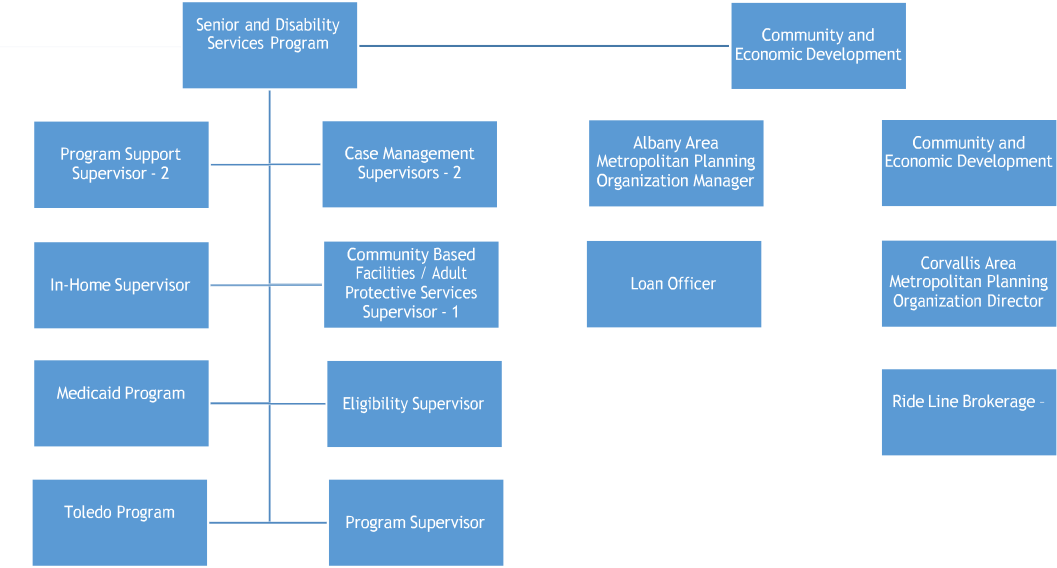 Senior and Disability
Services Program
Community and
Economic Development
Program Support
Supervisor - 2
Case Management
Supervisors - 2
Albany Area
Metropolitan Planning
Organization Manager
Community and
Economic Development
In-Home Supervisor
Community Based
Facilities / Adult
Protective Services
Supervisor - 1
Loan Officer
Corvallis Area
Metropolitan Planning
Organization Director
Medicaid Program
Eligibility Supervisor
Ride Line Brokerage -
Toledo Program
Program Supervisor